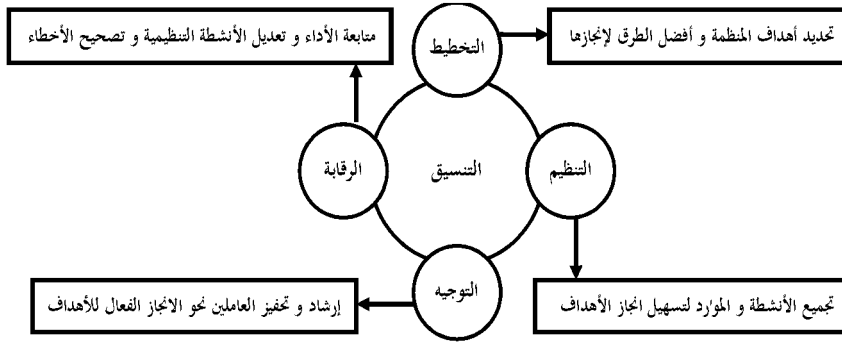 متابعة الأداء و تعديل الأنشطة التنظيمية و تصحيح الأخطاء
التخطيط
تحديد أهداف المنظمة و أفضل الطرق لإنجازها
الرقابة
التنسيق
التنظيم
إرشاد و تحفيز العاملين نحو الانجاز الفعال للأهداف
التوجيه
تجميع الأنشطة و الموارد لتسهيل انجاز الأهداف